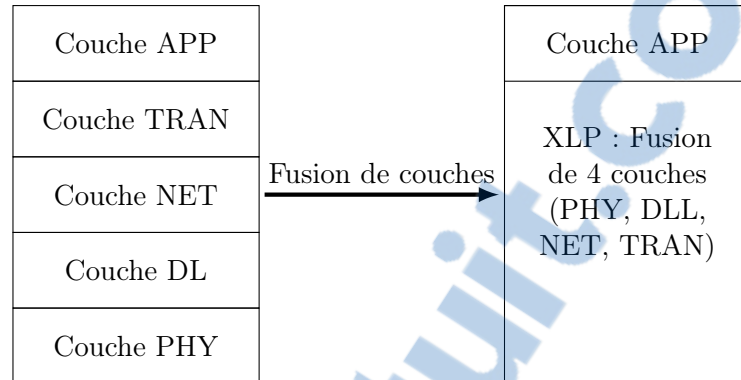 Couche APP
Couche TRAN
Couche NET
Couche DL
Couche PHY
Fusion de couches
Couche APP
XLP : Fusion
de 4 couches
(PHY, DLL,
NET, TRAN)